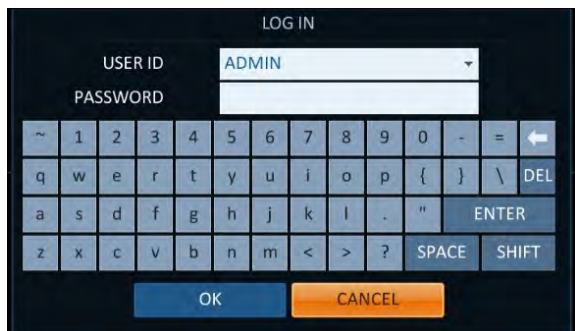 LOG IN
USER ID ADMIN
PASSWORD
~ 1 2 3 4 5 6 7 8 9 0 - =
q w e r t y u i o p { } \ DEL
a s d f g h j k l . " ENTER
z x c v b n m < > ? SPACE SHIFT
OK CANCEL